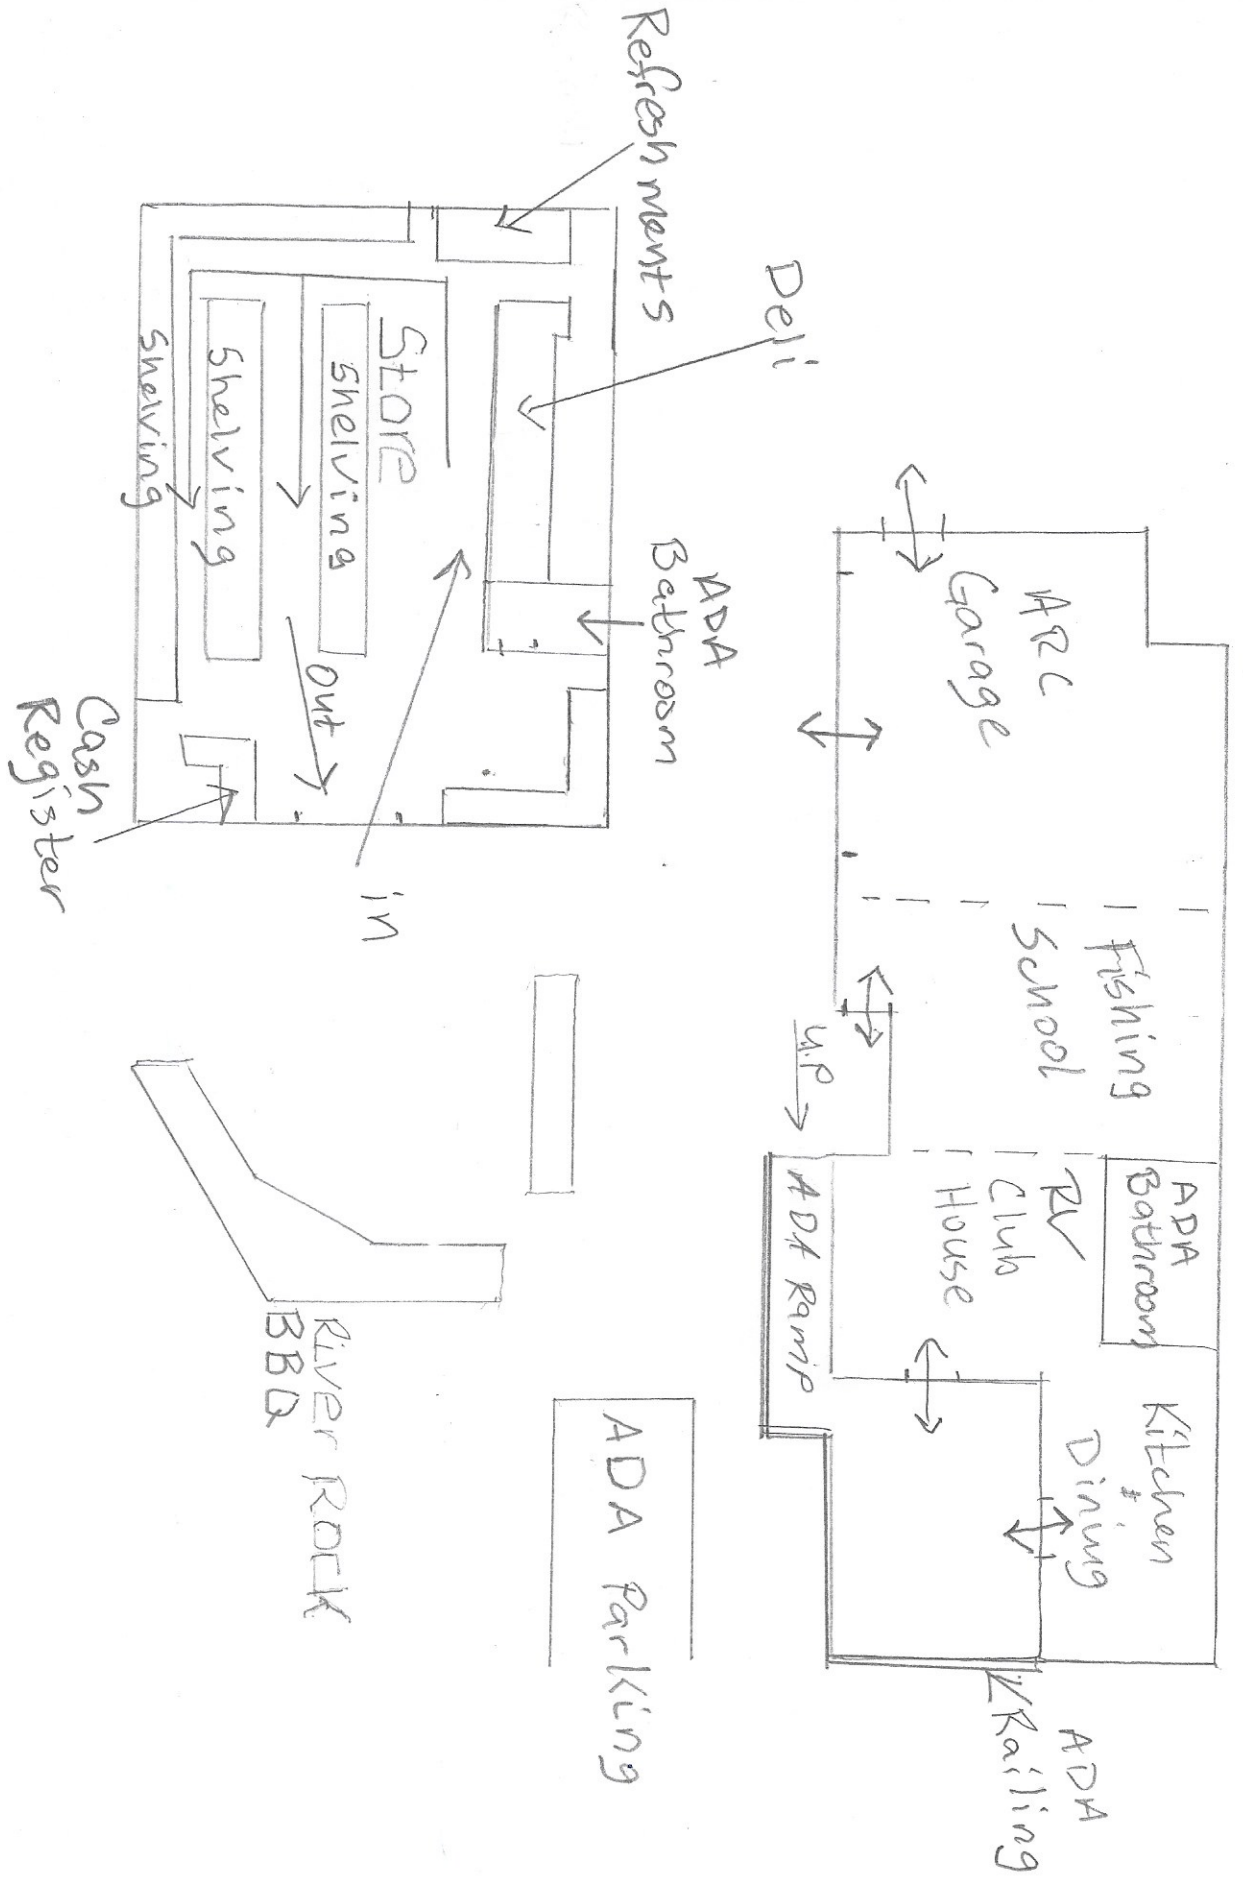 ARC
Garage
Fishing
School
ADA
Bathroom
RV
Club
House
Kitchen
&
Dining
ADA
Railing
up
ADA Ramp
Deli
Refreshments
ADA
Bathroom
Store
Shelving
Shelving
Shelving
out
in
Cash
Register
ADA Parking
River ROCK
BBQ